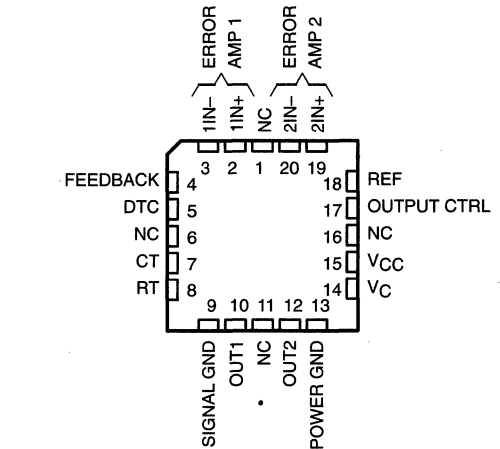 ERROR
AMP 1
ERROR
AMP 2
1IN−
1IN+
NC
2IN−
2IN+
3 2 1 20 19
FEEDBACK 4
DTC 5
NC 6
CT 7
RT 8
18 REF
17 OUTPUT CTRL
16 NC
15 VCC
14 VC
9 10 11 12 13
SIGNAL GND
OUT1
NC
OUT2
POWER GND